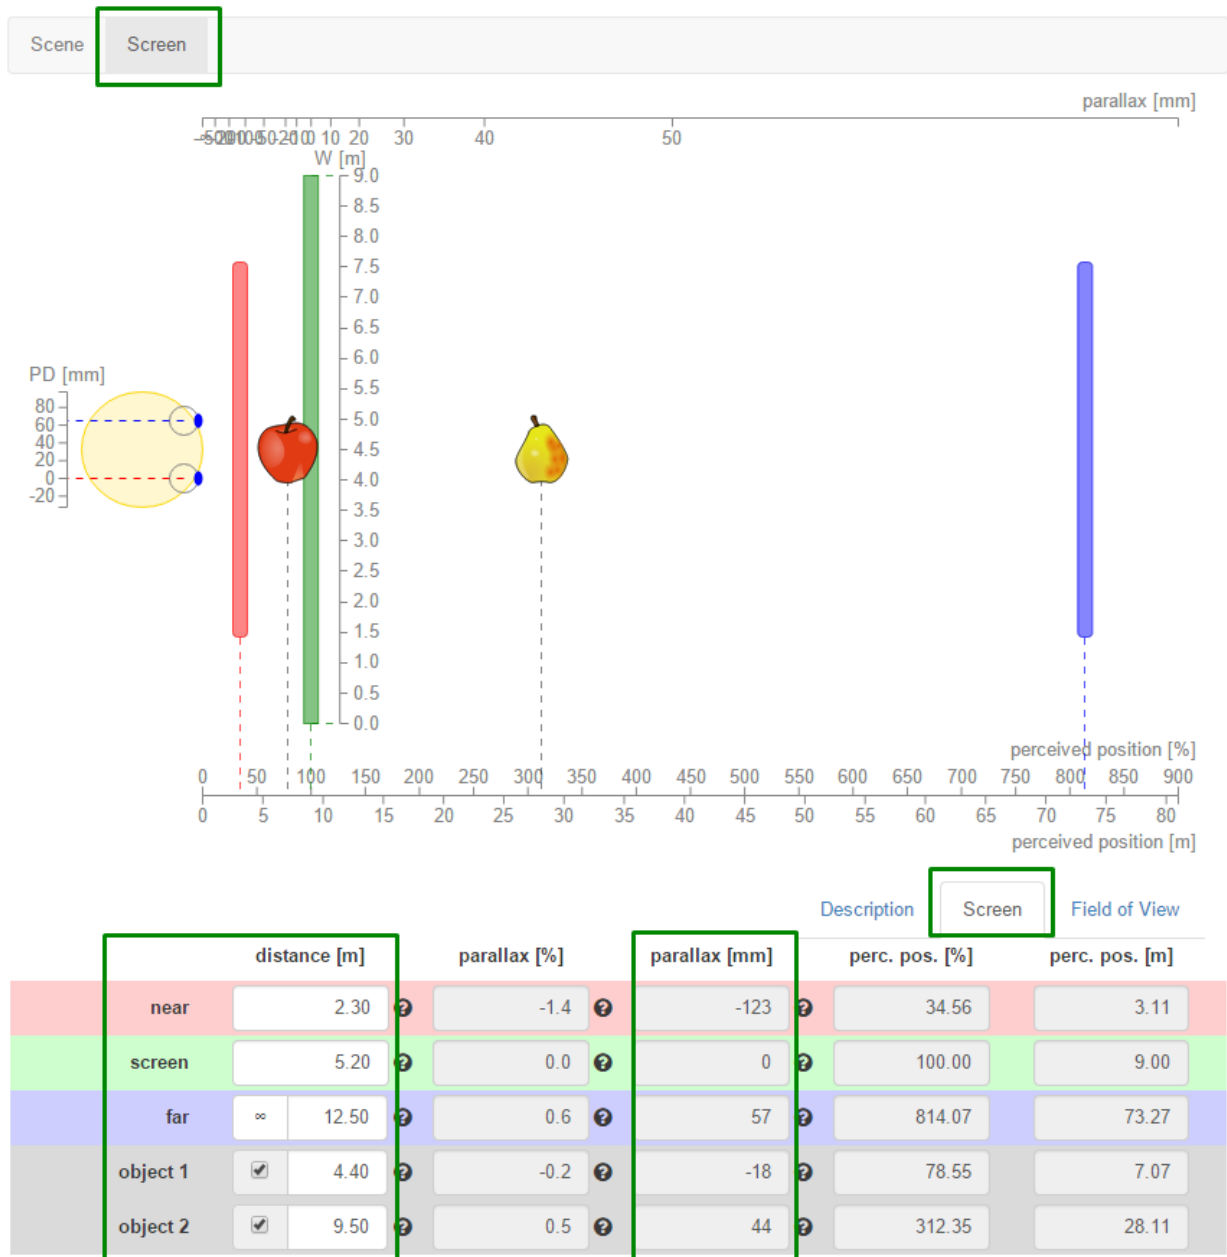 Scene Screen
parallax [mm]
10 20 30 40 50
W [m]
9.0
8.5
8.0
7.5
7.0
6.5
6.0
5.5
5.0
4.5
4.0
3.5
3.0
2.5
2.0
1.5
1.0
0.5
0.0
PD [mm]
80
60
40
20
0
-20
perceived position [%]
0 50 100 150 200 250 300 350 400 450 500 550 600 650 700 750 800 850 900
0 5 10 15 20 25 30 35 40 45 50 55 60 65 70 75 80
perceived position [m]
Description Screen Field of View
distance [m] parallax [%] parallax [mm] perc. pos. [%] perc. pos. [m]
near 2.30 -1.4 -123 34.56 3.11
screen 5.20 0.0 0 100.00 9.00
far ∞ 12.50 0.6 57 814.07 73.27
object 1 4.40 -0.2 -18 78.55 7.07
object 2 9.50 0.5 44 312.35 28.11